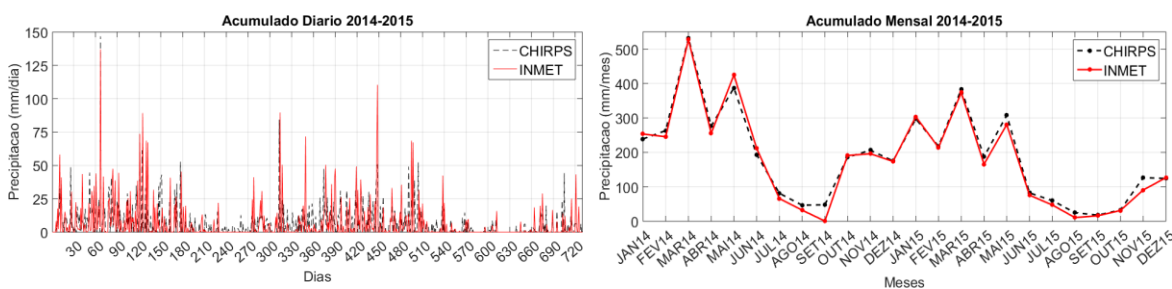 Acumulado Diario 2014-2015
Precipitacao (mm/dia)
150
125
100
75
50
25
0
CHIRPS
INMET
30 60 90 120 150 180 210 240 270 300 330 360 390 420 450 480 510 540 570 600 630 660 690 720
Dias
Acumulado Mensal 2014-2015
Precipitacao (mm/mes)
500
400
300
200
100
0
CHIRPS
INMET
JAN14 FEV14 MAR14 ABR14 MAI14 JUN14 JUL14 AGO14 SET14 OUT14 NOV14 DEZ14 JAN15 FEV15 MAR15 ABR15 MAI15 JUN15 JUL15 AGO15 SET15 OUT15 NOV15 DEZ15
Meses